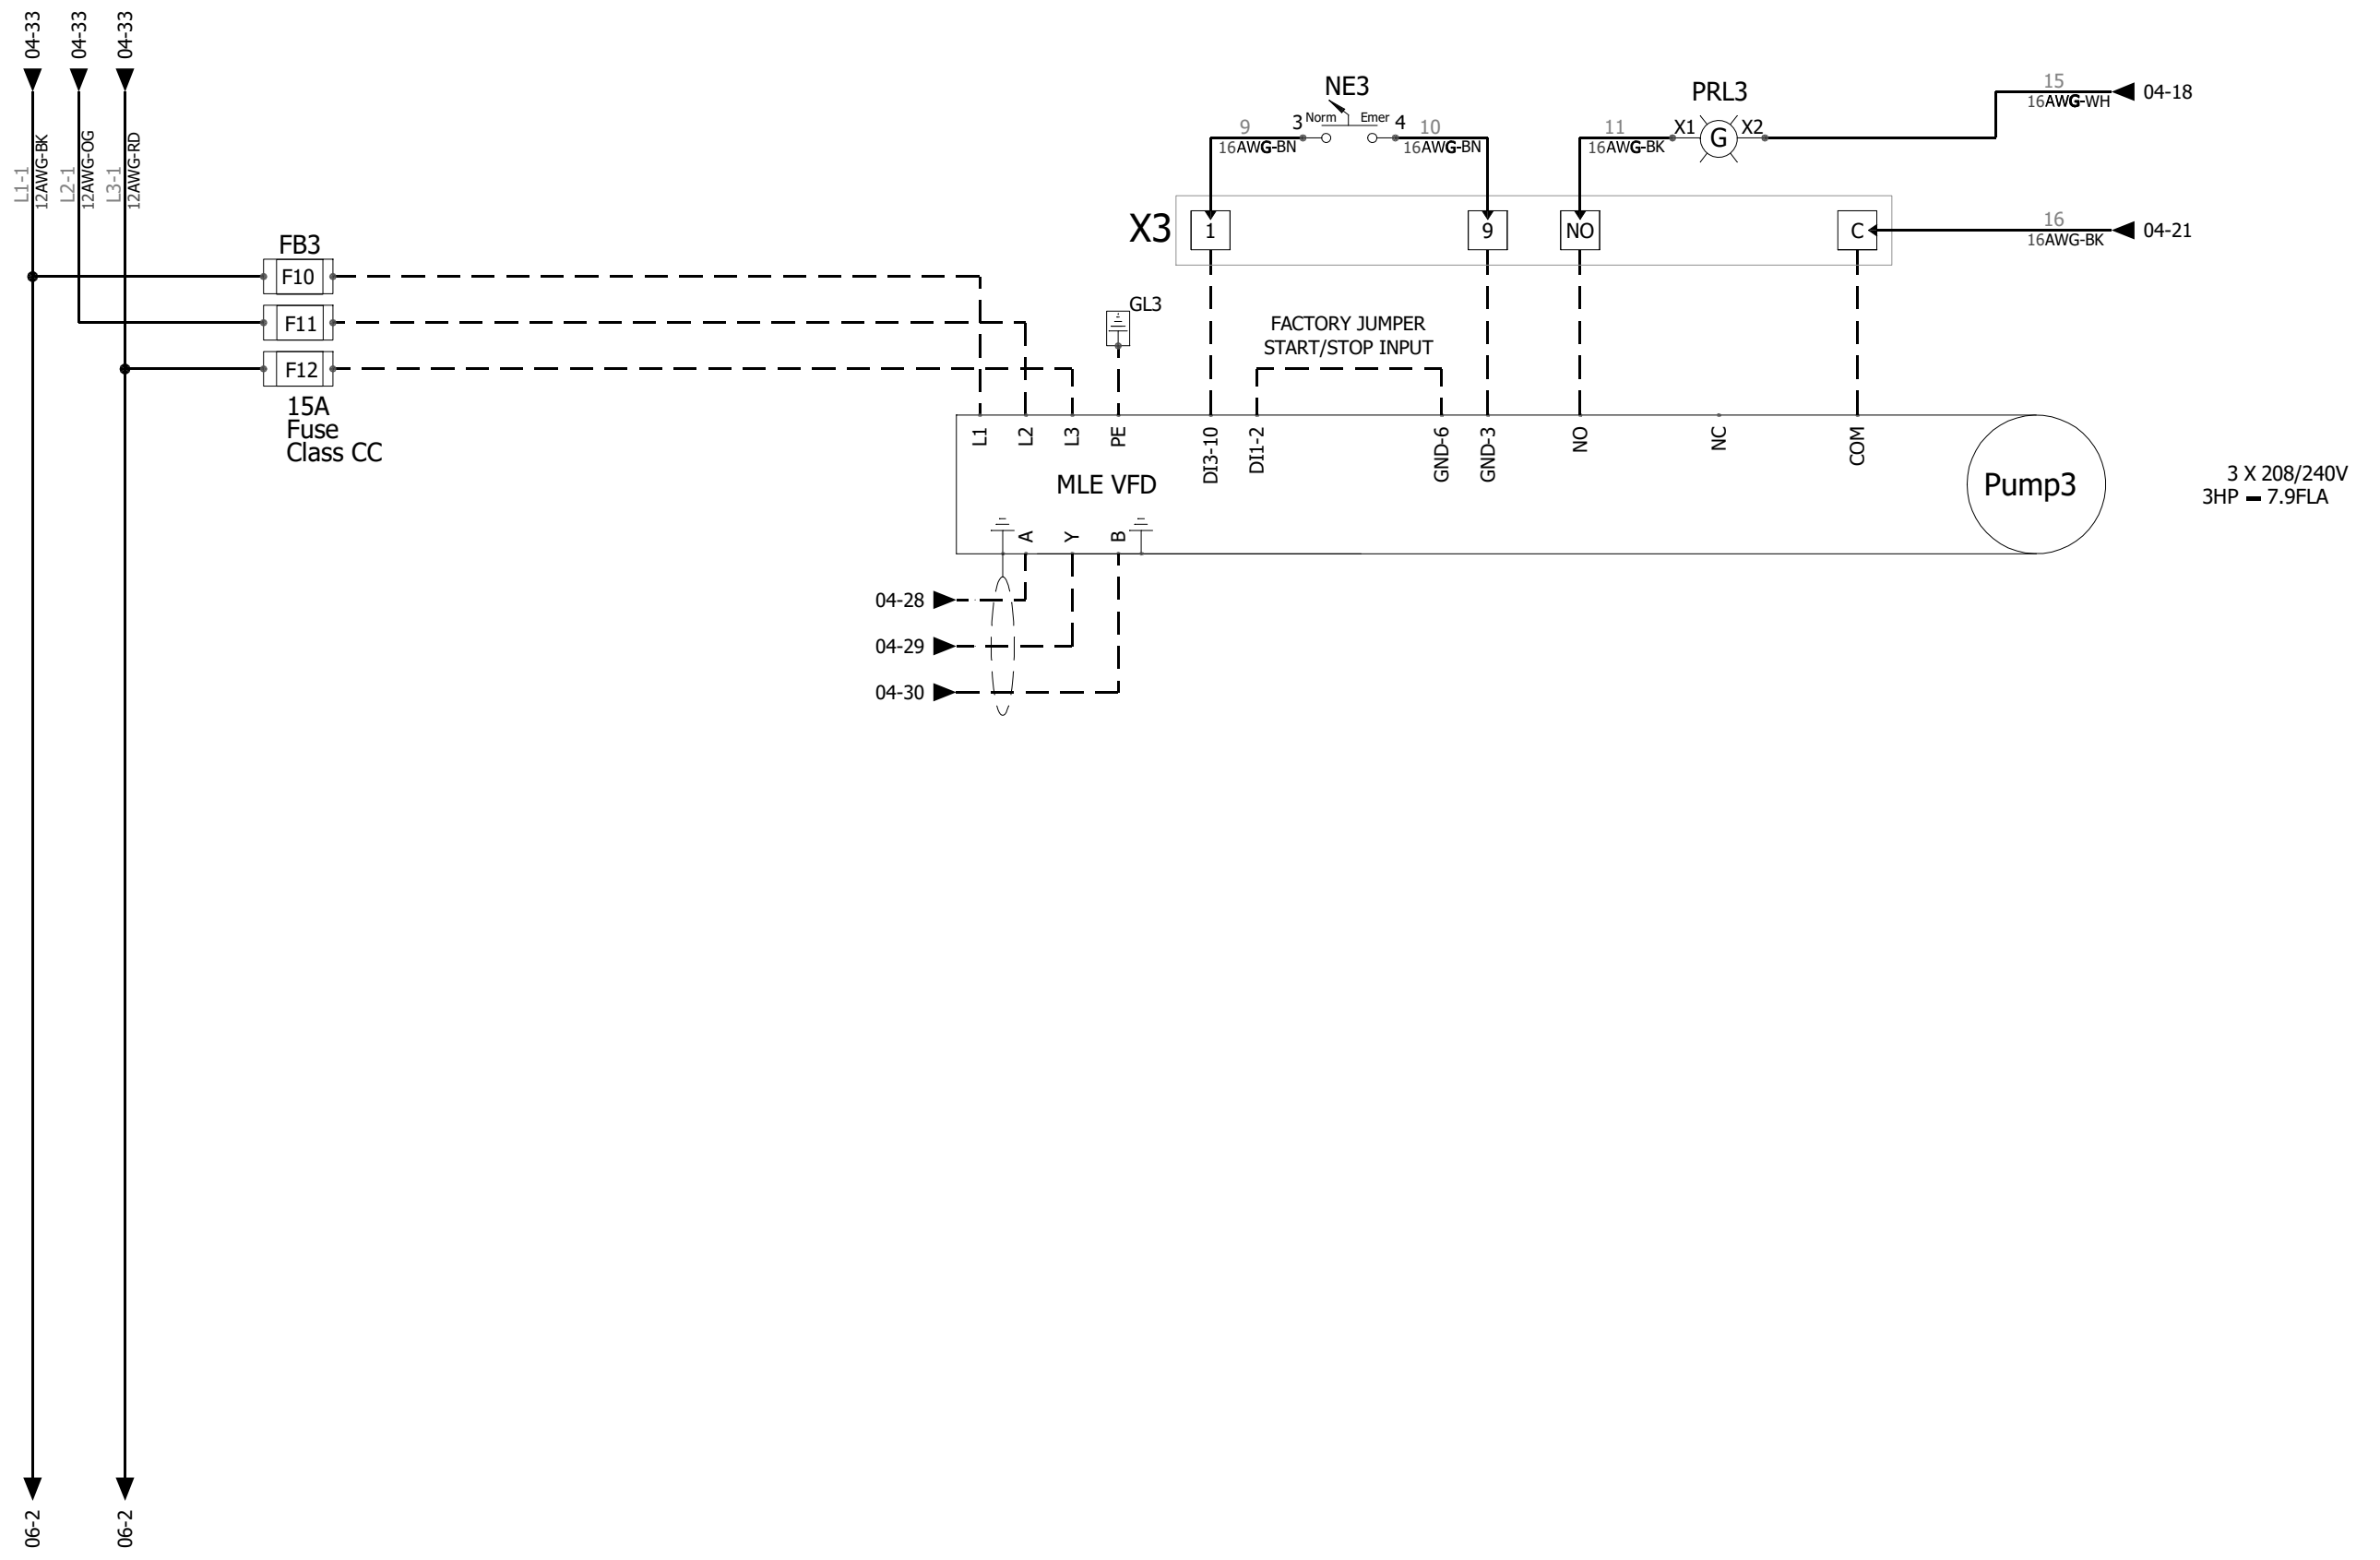 04-33
04-33
04-33
L1-1
12AWG-BK
L2-1
12AWG-OG
L3-1
12AWG-RD
NE3
3 Norm Emer 4
9
16AWG-BN
10
16AWG-BN
PRL3
11
16AWG-BK
X1 G X2
15
16AWG-WH
04-18
X3
1
9
NO
C
16
16AWG-BK
04-21
FB3
F10
F11
F12
15A
Fuse
Class CC
GL3
FACTORY JUMPER
START/STOP INPUT
L1
L2
L3
PE
DI3-10
DI1-2
GND-6
GND-3
NO
NC
COM
MLE VFD
Pump3
3 X 208/240V
3HP - 7.9FLA
A
Y
B
04-28
04-29
04-30
06-2
06-2